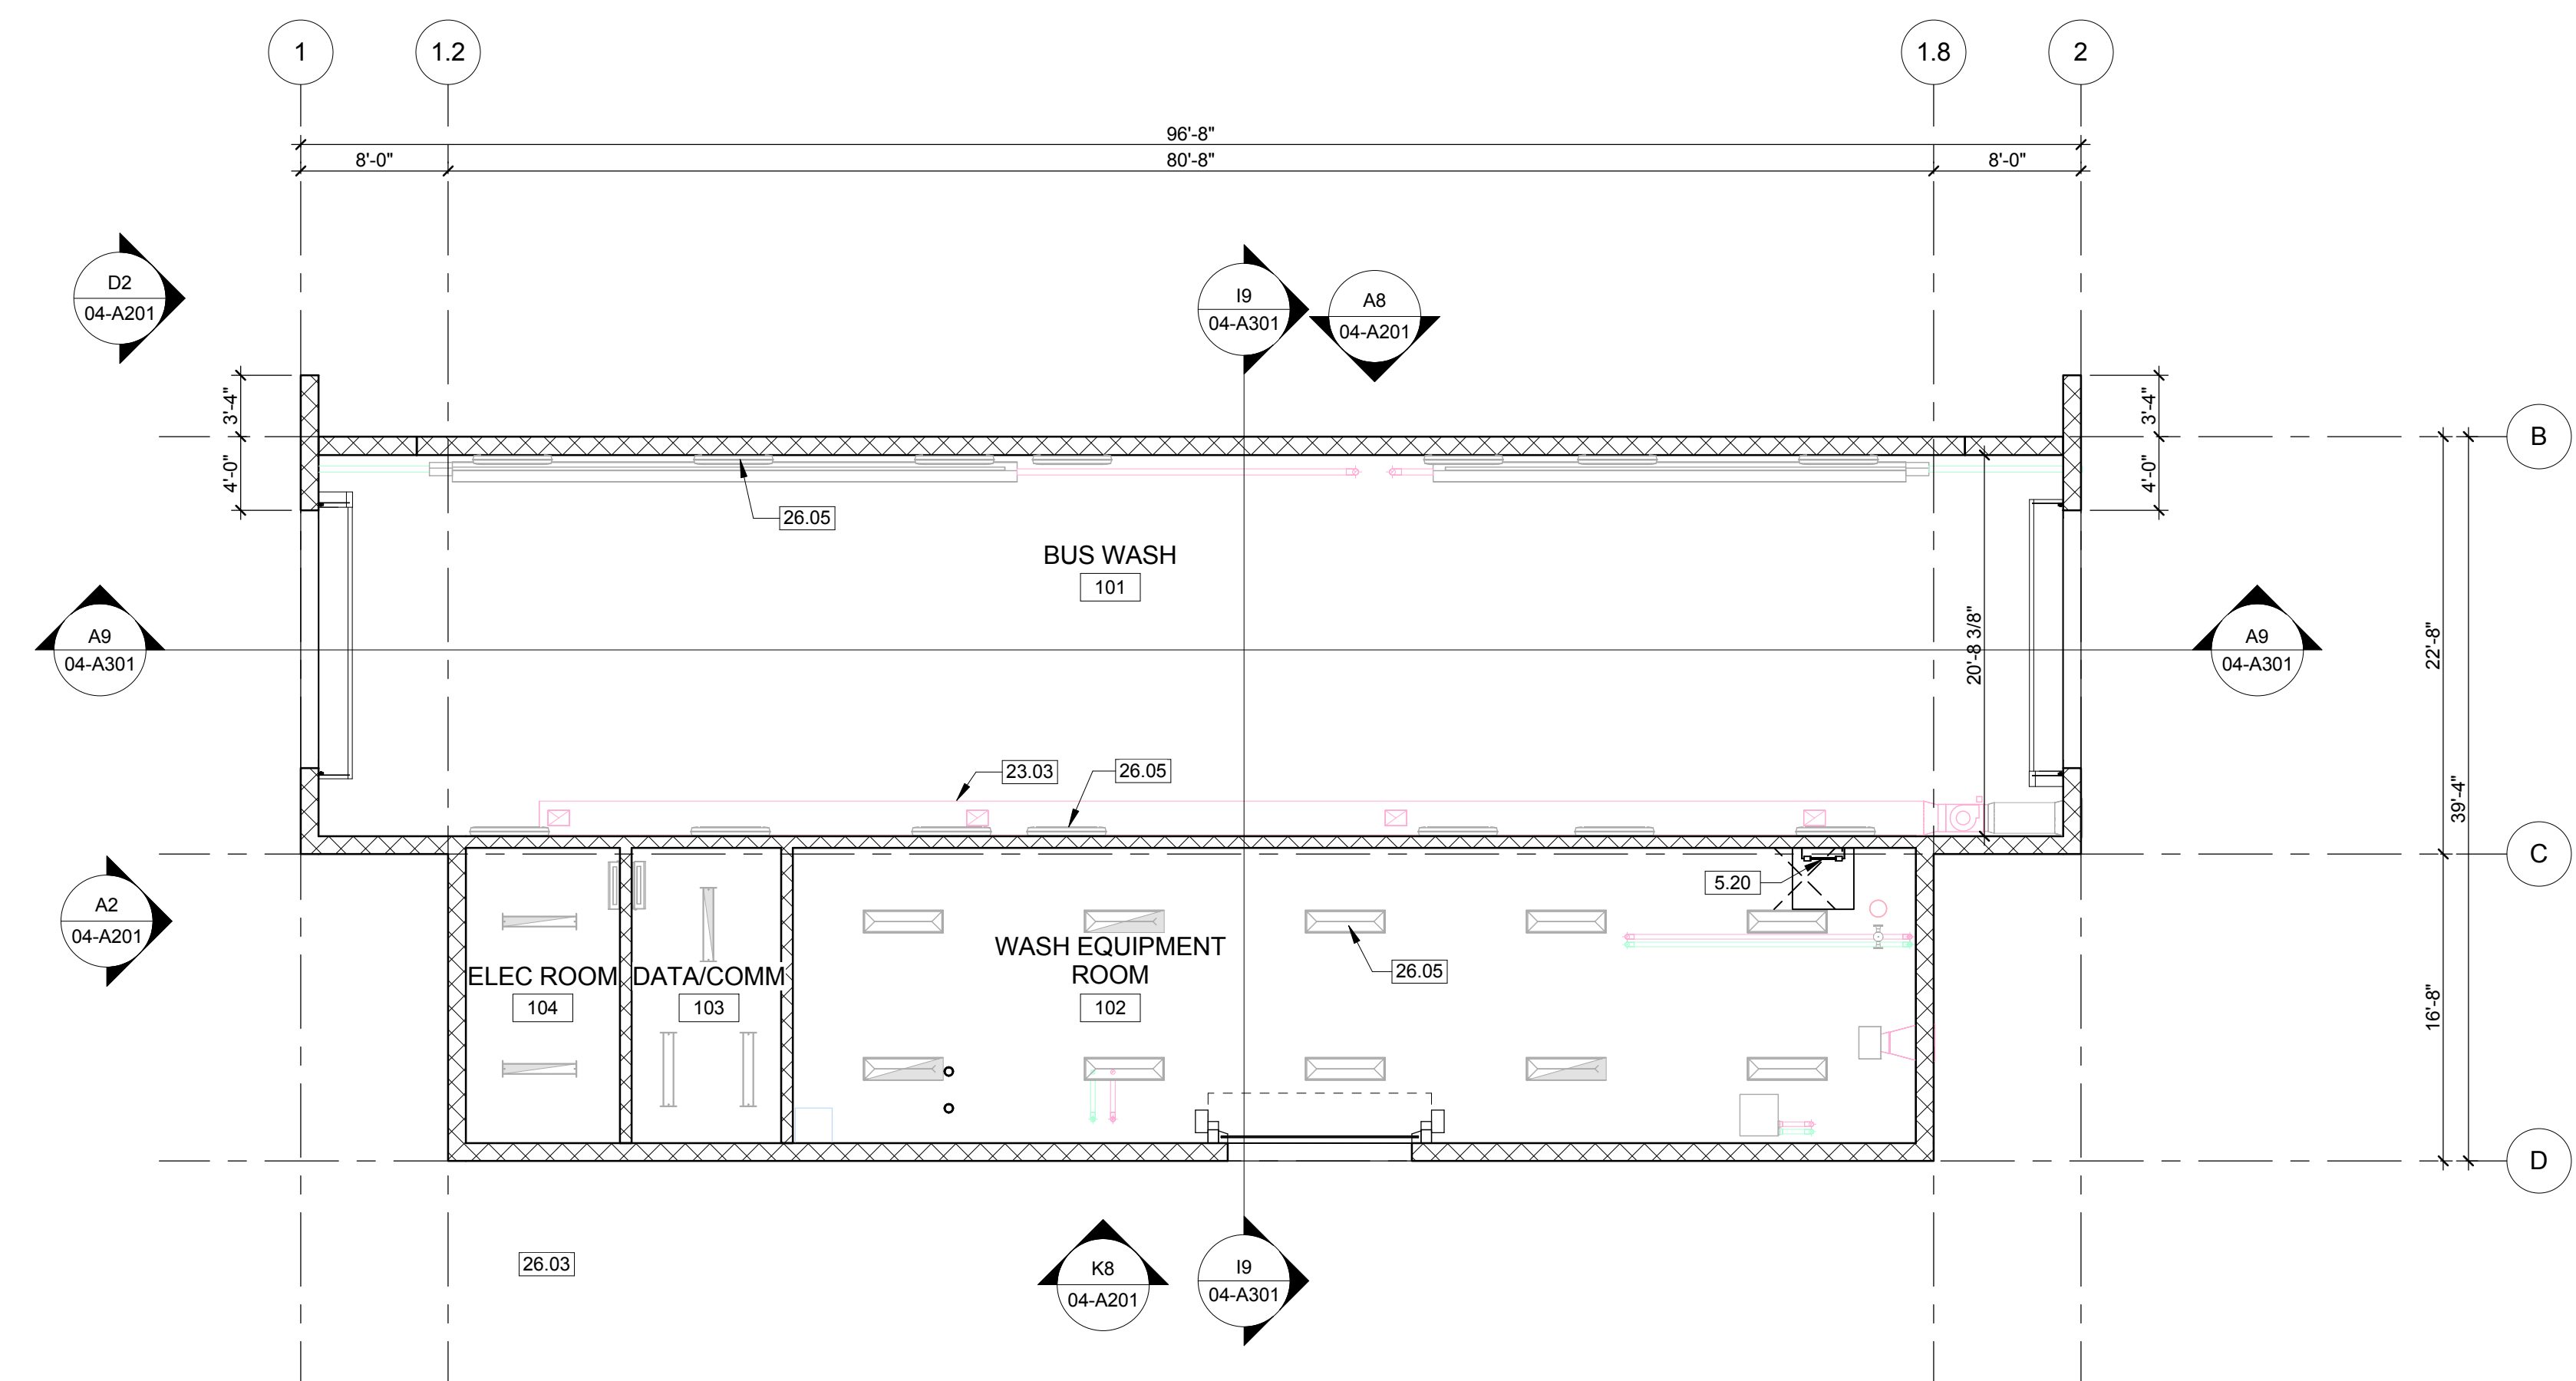 1
1.2
1.8
2
96'-8"
8'-0"
80'-8"
8'-0"
D2
04-A201
I9
04-A301
A8
04-A201
3'-4"
4'-0"
3'-4"
4'-0"
B
26.05
BUS WASH
101
A9
04-A301
20'-8 3/8"
A9
04-A301
22'-8"
39'-4"
23.03
26.05
C
A2
04-A201
5.20
WASH EQUIPMENT
ROOM
102
26.05
ELEC ROOM
104
DATA/COMM
103
16'-8"
D
26.03
K8
04-A201
I9
04-A301